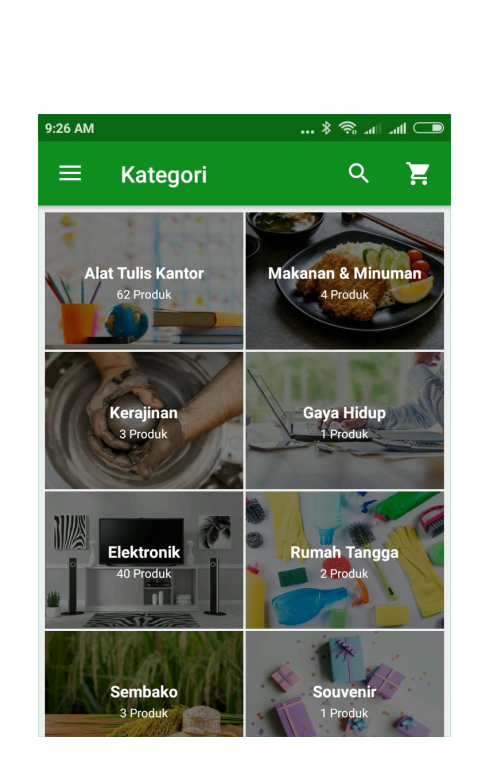 9:26 AM
Kategori
Alat Tulis Kantor
62 Produk
Makanan & Minuman
4 Produk
Kerajinan
3 Produk
Gaya Hidup
1 Produk
Elektronik
40 Produk
Rumah Tangga
2 Produk
Sembako
3 Produk
Souvenir
1 Produk